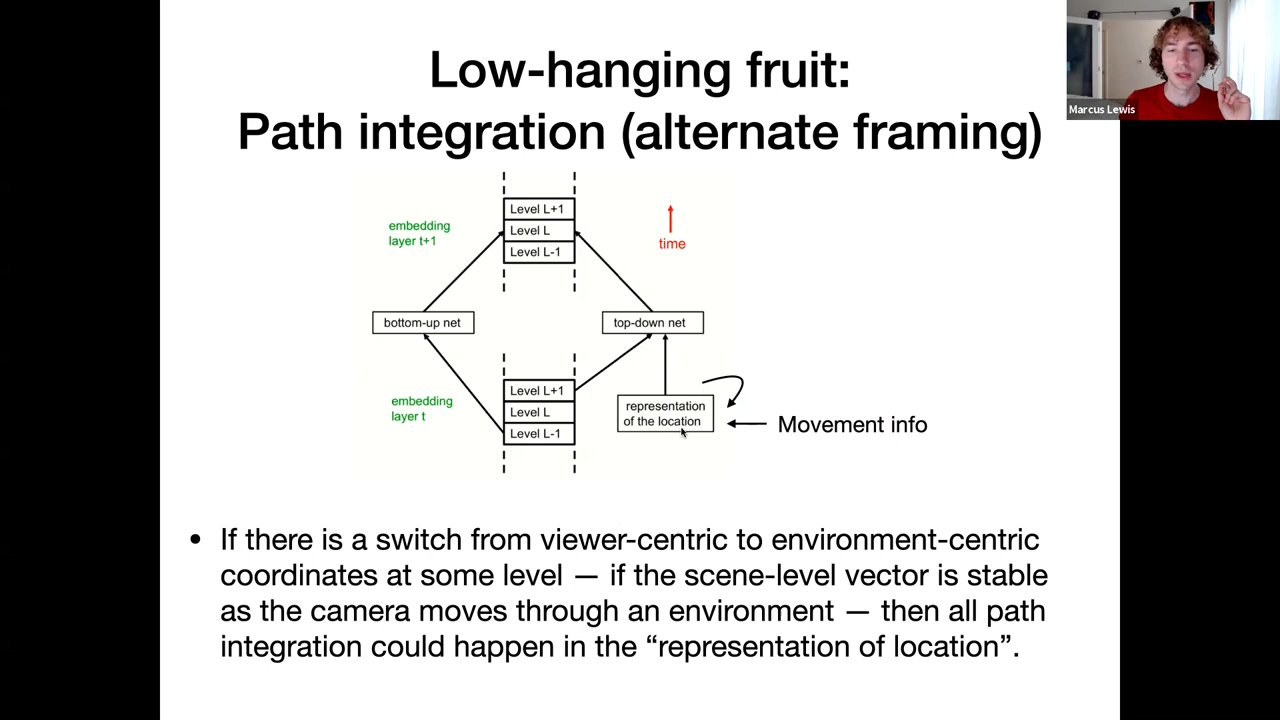 Low-hanging fruit:
Path integration (alternate framing)
Marcus Lewis
embedding
layer t+1
Level L+1
Level L
Level L-1
time
bottom-up net
top-down net
embedding
layer t
Level L+1
Level L
Level L-1
representation
of the location
Movement info
• If there is a switch from viewer-centric to environment-centric
coordinates at some level — if the scene-level vector is stable
as the camera moves through an environment — then all path
integration could happen in the “representation of location”.